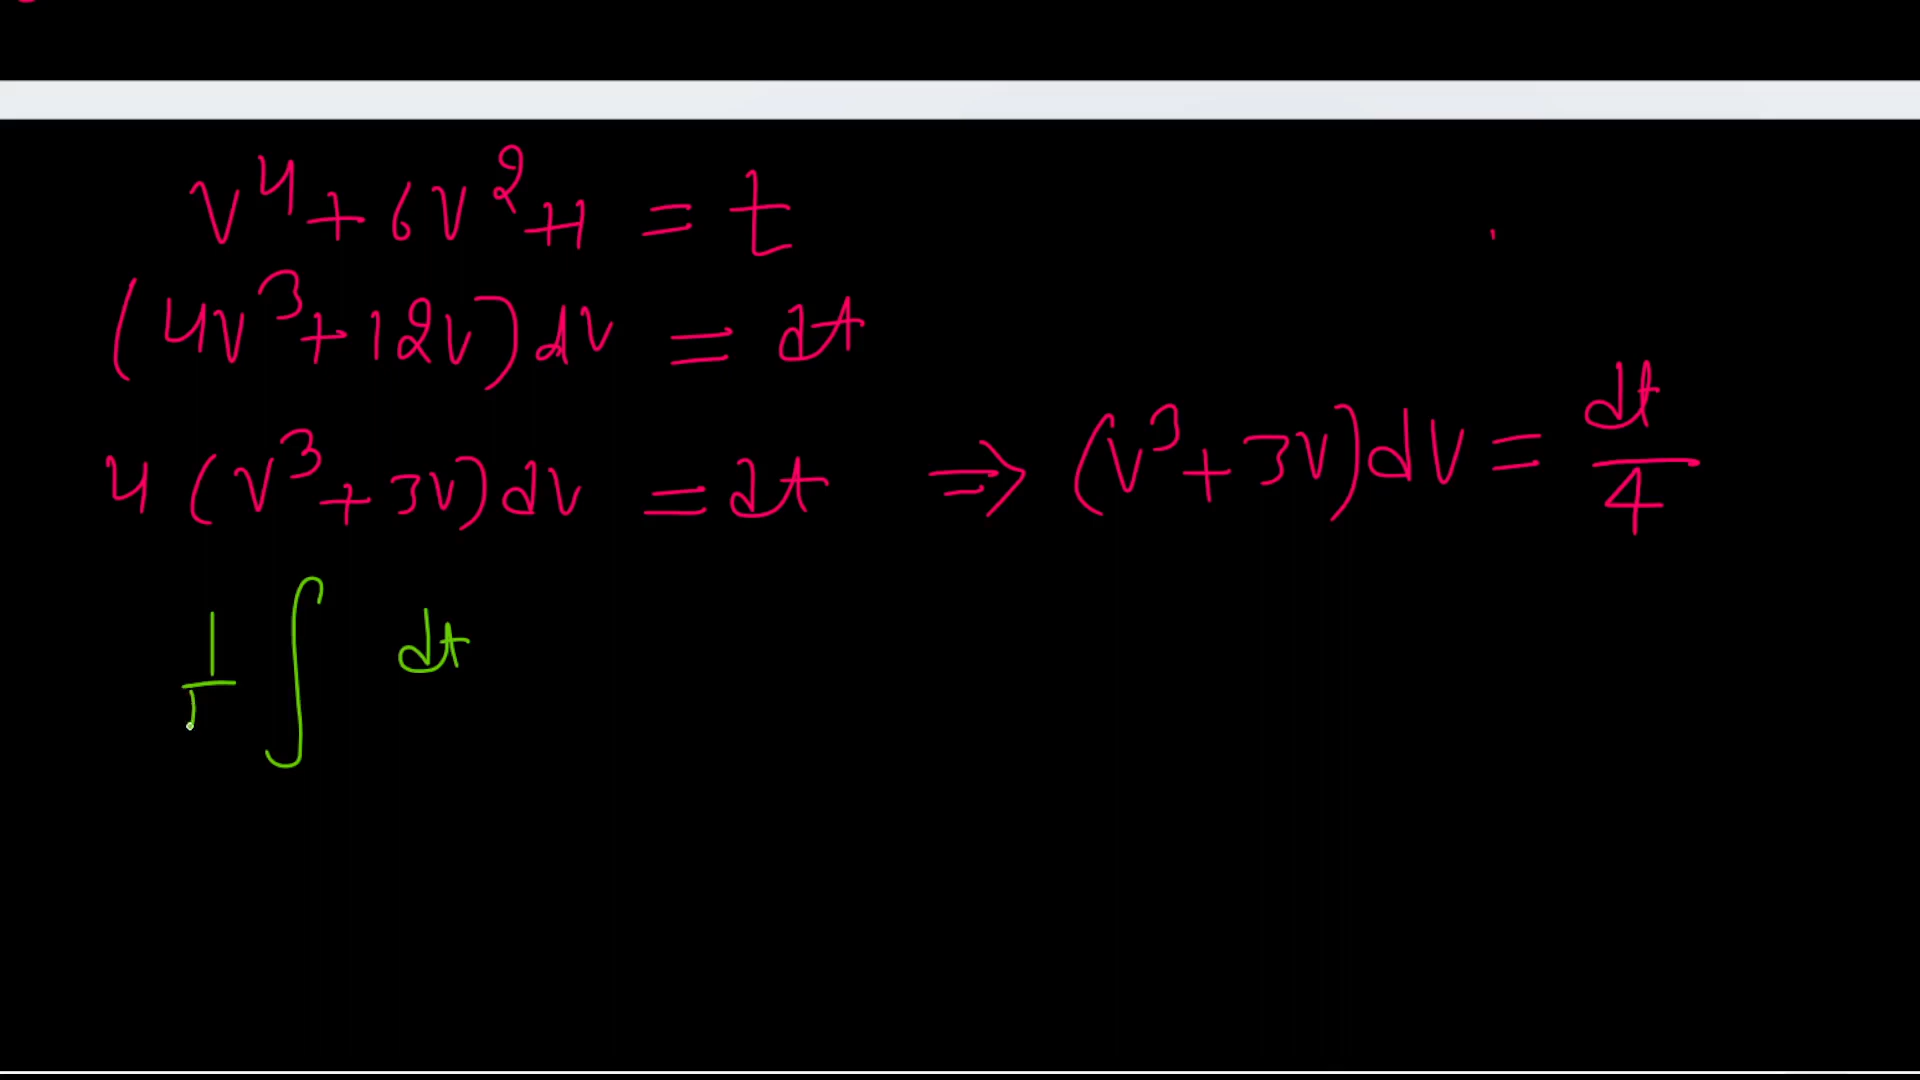 v⁴ + 6v² + 1 = t
(4v³ + 12v) dv = dt
4 (v³ + 3v) dv = dt ⇒ (v³ + 3v) dv = dt/4
1/ ∫ dt